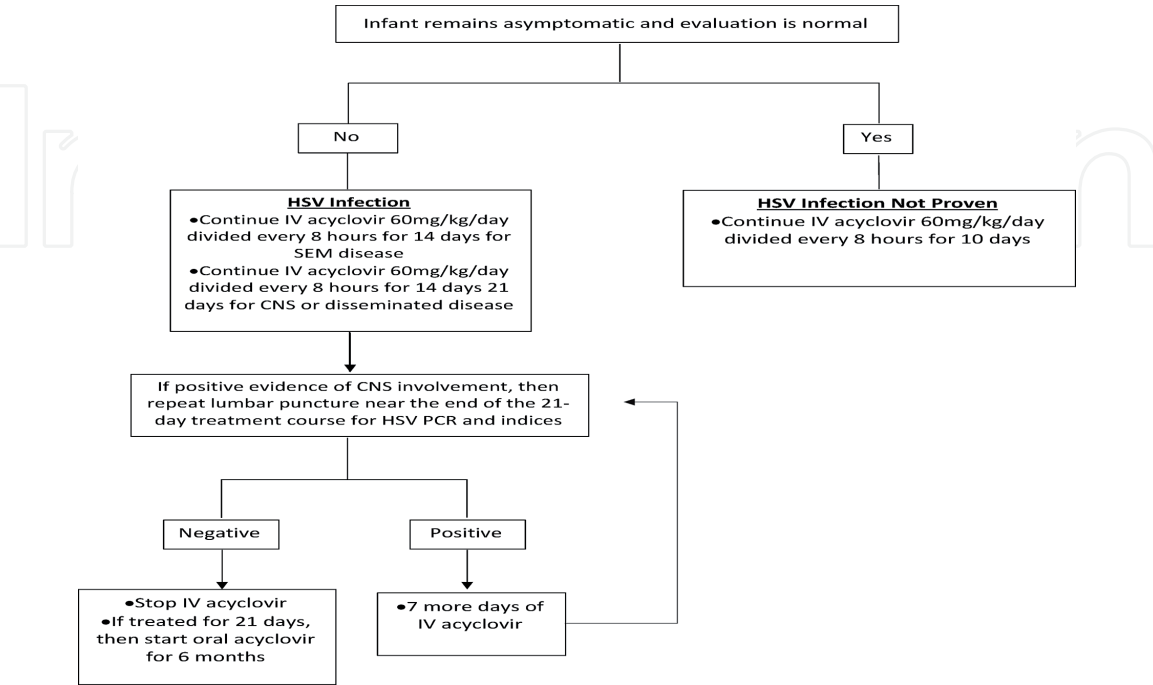 Infant remains asymptomatic and evaluation is normal
No
Yes
HSV Infection
●Continue IV acyclovir 60mg/kg/day
divided every 8 hours for 14 days for
SEM disease
●Continue IV acyclovir 60mg/kg/day
divided every 8 hours for 14 days 21
days for CNS or disseminated disease
HSV Infection Not Proven
●Continue IV acyclovir 60mg/kg/day
divided every 8 hours for 10 days
If positive evidence of CNS involvement, then
repeat lumbar puncture near the end of the 21-
day treatment course for HSV PCR and indices
Negative
Positive
●Stop IV acyclovir
●If treated for 21 days,
then start oral acyclovir
for 6 months
●7 more days of
IV acyclovir